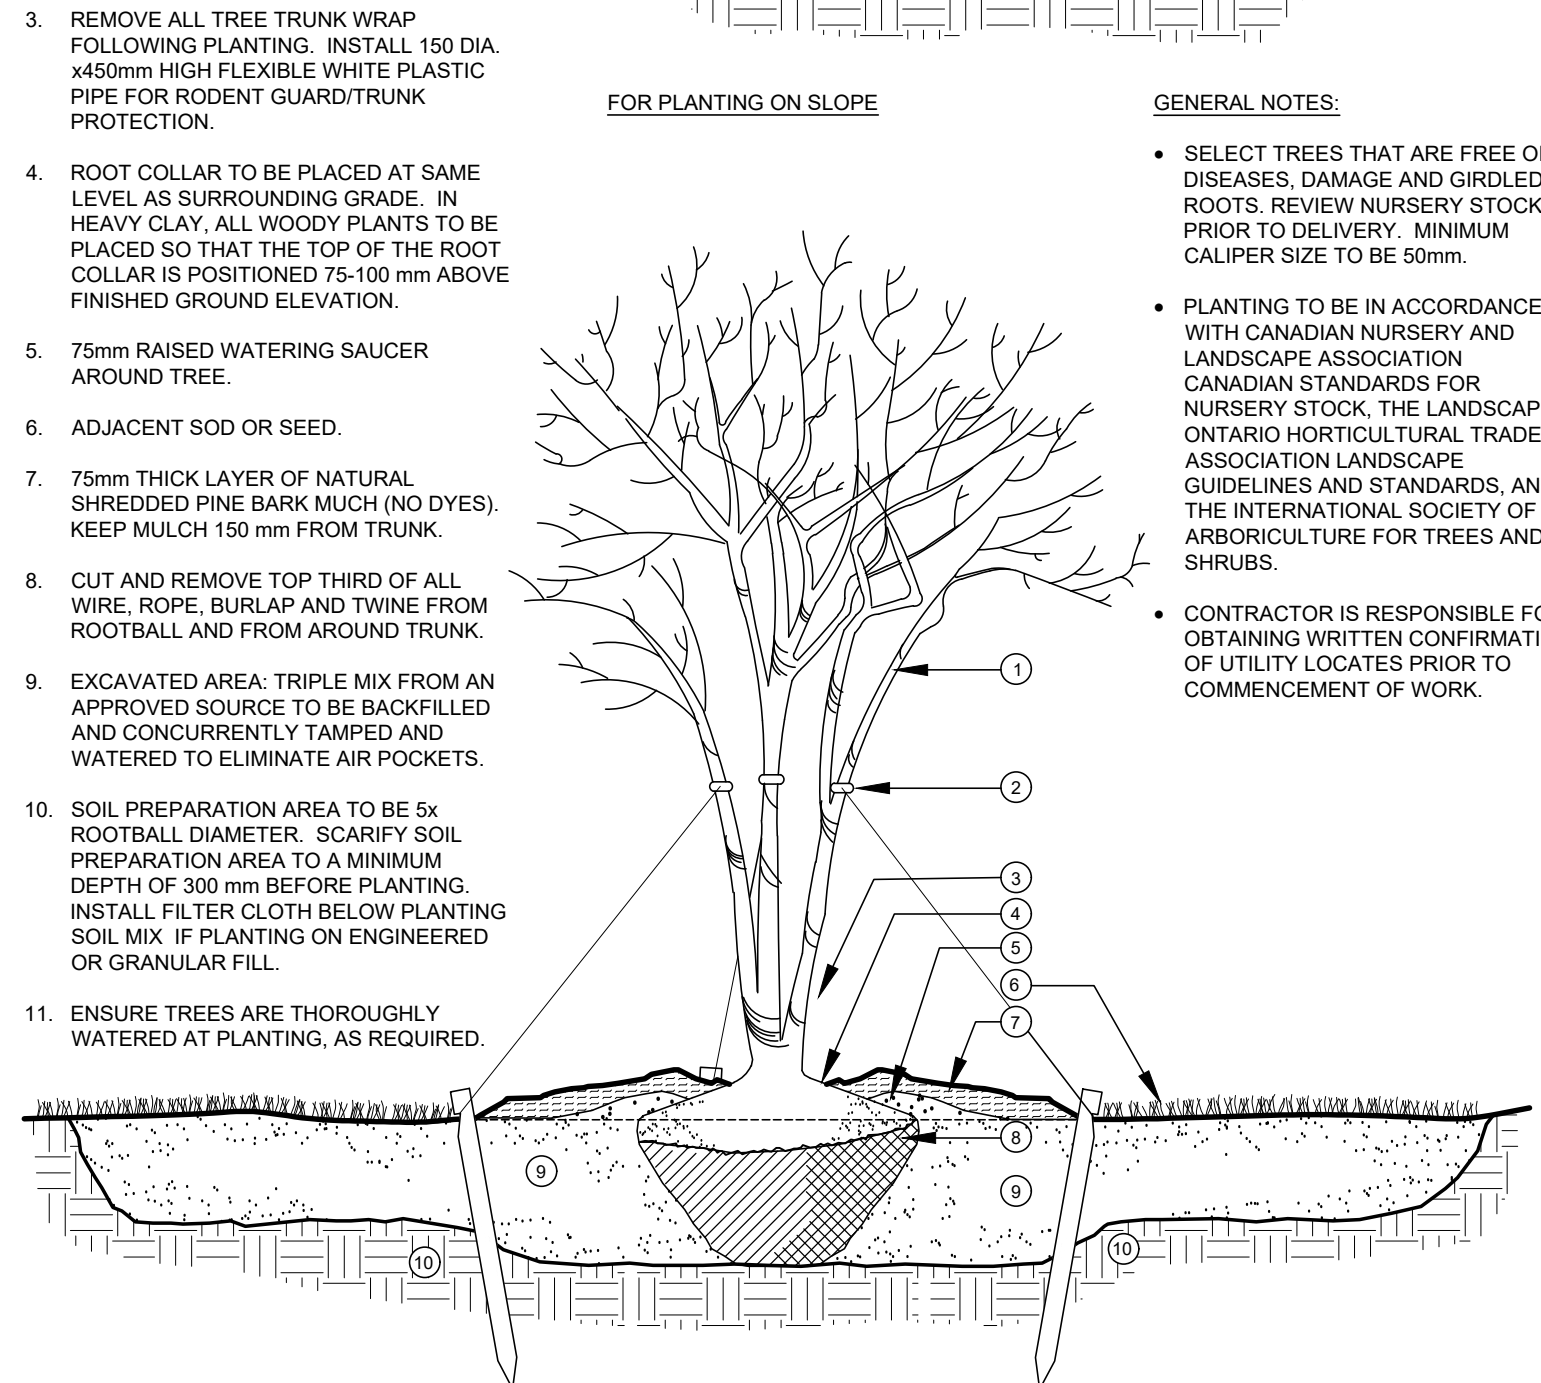 3. REMOVE ALL TREE TRUNK WRAP
FOLLOWING PLANTING. INSTALL 150 DIA.
x450mm HIGH FLEXIBLE WHITE PLASTIC
PIPE FOR RODENT GUARD/TRUNK
PROTECTION.
4. ROOT COLLAR TO BE PLACED AT SAME
LEVEL AS SURROUNDING GRADE. IN
HEAVY CLAY, ALL WOODY PLANTS TO BE
PLACED SO THAT THE TOP OF THE ROOT
COLLAR IS POSITIONED 75-100 mm ABOVE
FINISHED GROUND ELEVATION.
5. 75mm RAISED WATERING SAUCER
AROUND TREE.
6. ADJACENT SOD OR SEED.
7. 75mm THICK LAYER OF NATURAL
SHREDDED PINE BARK MUCH (NO DYES).
KEEP MULCH 150 mm FROM TRUNK.
8. CUT AND REMOVE TOP THIRD OF ALL
WIRE, ROPE, BURLAP AND TWINE FROM
ROOTBALL AND FROM AROUND TRUNK.
9. EXCAVATED AREA: TRIPLE MIX FROM AN
APPROVED SOURCE TO BE BACKFILLED
AND CONCURRENTLY TAMPED AND
WATERED TO ELIMINATE AIR POCKETS.
10. SOIL PREPARATION AREA TO BE 5x
ROOTBALL DIAMETER. SCARIFY SOIL
PREPARATION AREA TO A MINIMUM
DEPTH OF 300 mm BEFORE PLANTING.
INSTALL FILTER CLOTH BELOW PLANTING
SOIL MIX IF PLANTING ON ENGINEERED
OR GRANULAR FILL.
11. ENSURE TREES ARE THOROUGHLY
WATERED AT PLANTING, AS REQUIRED.
FOR PLANTING ON SLOPE
GENERAL NOTES:
• SELECT TREES THAT ARE FREE
DISEASES, DAMAGE AND GIRDLED
ROOTS. REVIEW NURSERY STOCK
PRIOR TO DELIVERY. MINIMUM
CALIPER SIZE TO BE 50mm.
• PLANTING TO BE IN ACCORDANCE
WITH CANADIAN NURSERY AND
LANDSCAPE ASSOCIATION
CANADIAN STANDARDS FOR
NURSERY STOCK, THE LANDSCAP
ONTARIO HORTICULTURAL TRADE
ASSOCIATION LANDSCAPE
GUIDELINES AND STANDARDS, AN
THE INTERNATIONAL SOCIETY OF
ARBORICULTURE FOR TREES AND
SHRUBS.
• CONTRACTOR IS RESPONSIBLE
OBTAINING WRITTEN CONFIRMATI
OF UTILITY LOCATES PRIOR TO
COMMENCEMENT OF WORK.
1
2
3
4
5
6
7
8
9
9
10
10